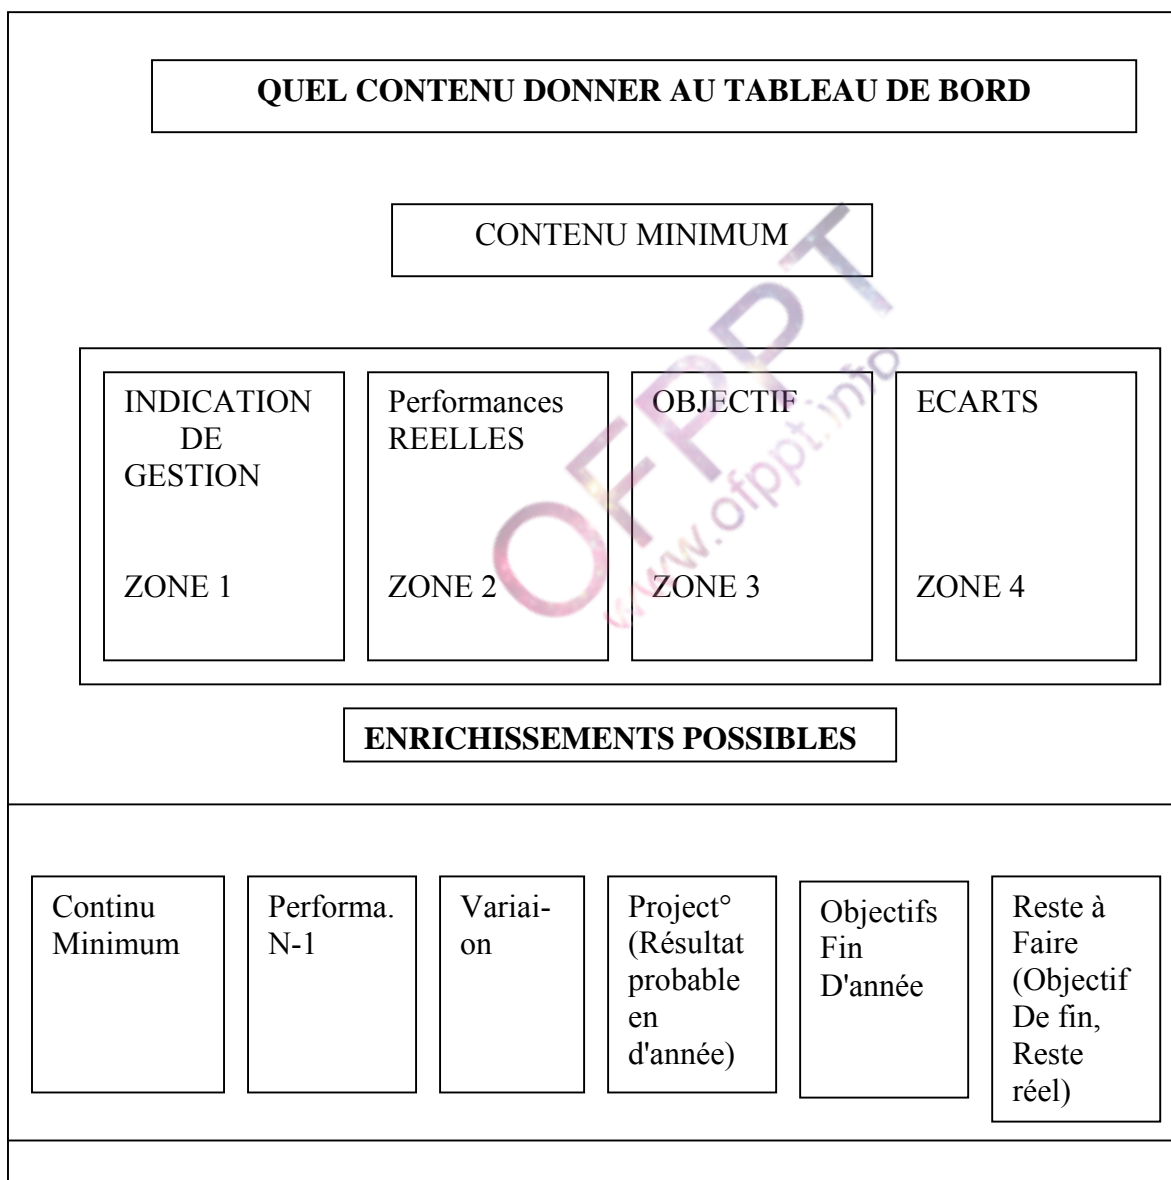 QUEL CONTENU DONNER AU TABLEAU DE BORD
CONTENU MINIMUM
INDICATION
DE
GESTION
ZONE 1
Performances
REELLES
ZONE 2
OBJECTIF
ZONE 3
ECARTS
ZONE 4
OFPPT
www.ofppt.info
ENRICHISSEMENTS POSSIBLES
Continu
Minimum
Performa.
N-1
Variai-
on
Project°
(Résultat
probable
en
d'année)
Objectifs
Fin
D'année
Reste à
Faire
(Objectif
De fin,
Reste
réel)